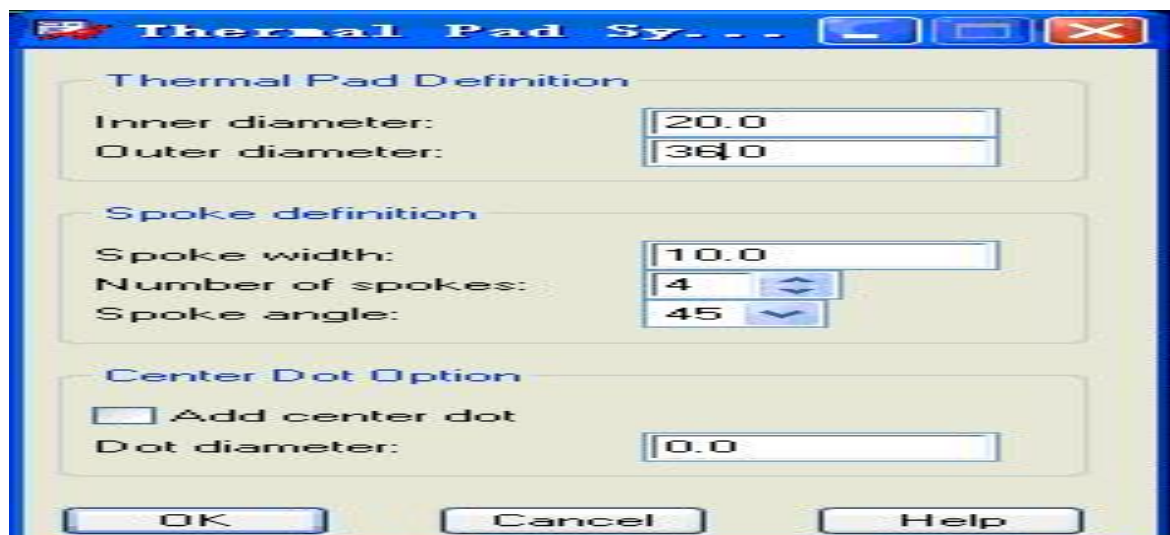 Thermal Pad Sy...
Thermal Pad Definition
Inner diameter: 20.0
Outer diameter: 36.0
Spoke definition
Spoke width: 10.0
Number of spokes: 4
Spoke angle: 45
Center Dot Option
Add center dot
Dot diameter: 0.0
OK Cancel Help